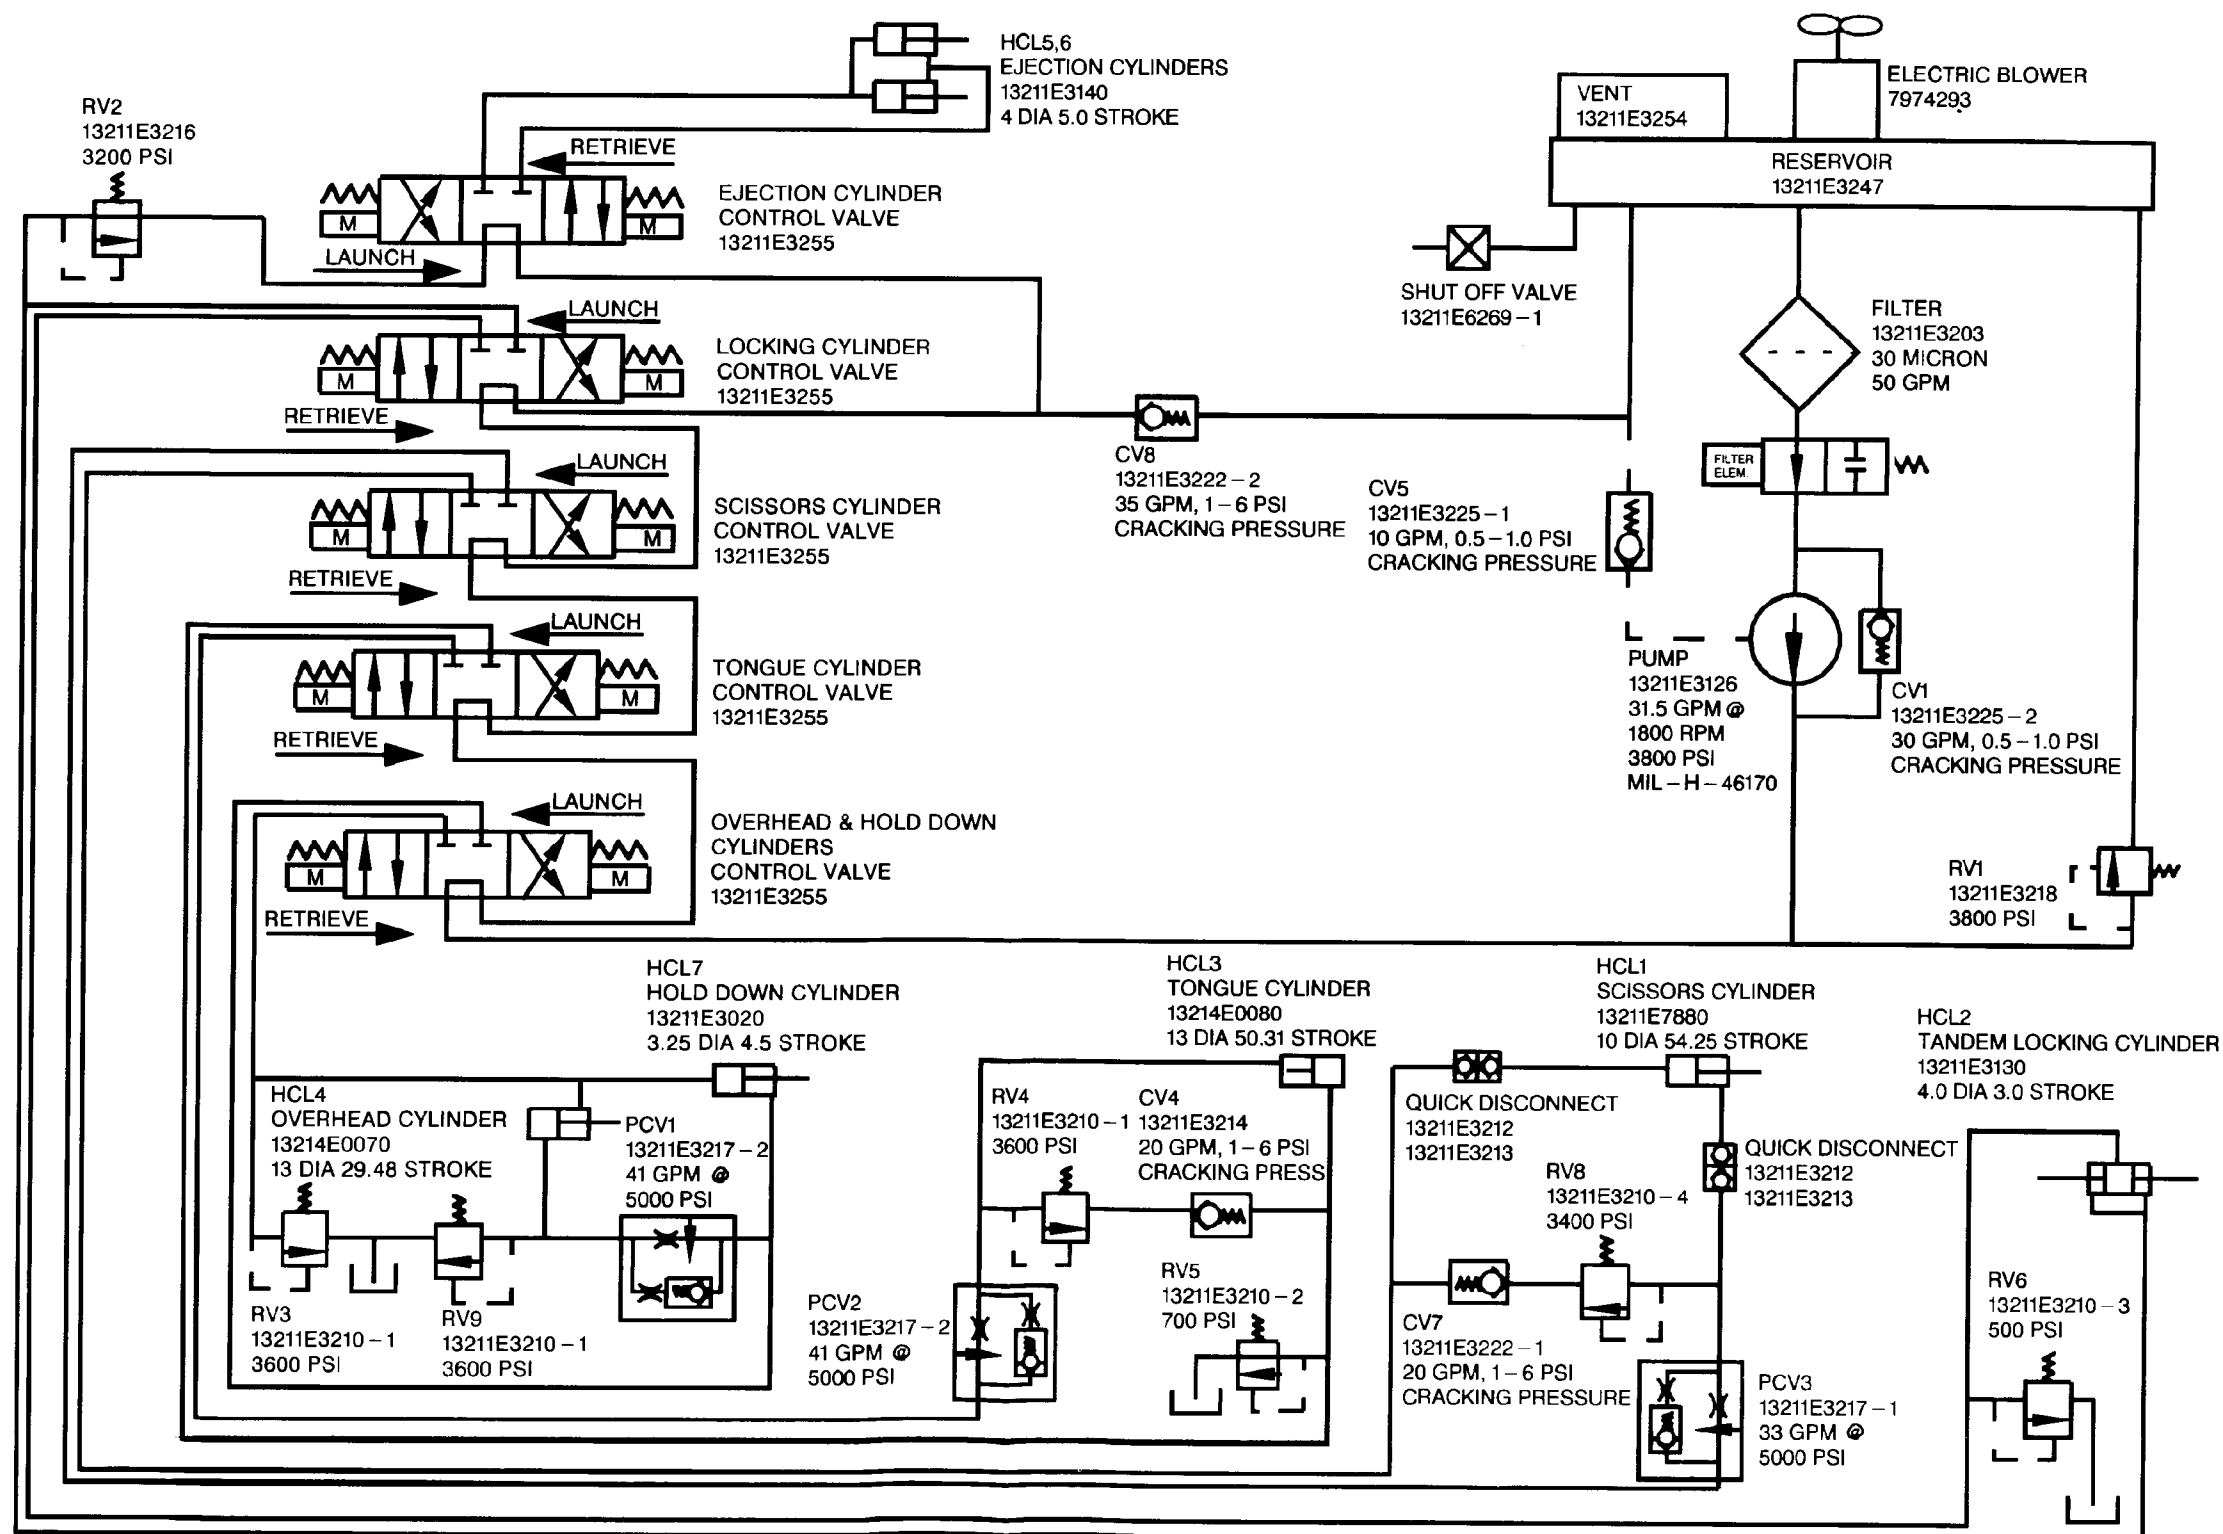 HCL5,6
EJECTION CYLINDERS
13211E3140
4 DIA 5.0 STROKE
ELECTRIC BLOWER
7974293
VENT
13211E3254
RESERVOIR
13211E3247
RV2
13211E3216
3200 PSI
RETRIEVE
M
M
LAUNCH
EJECTION CYLINDER
CONTROL VALVE
13211E3255
SHUT OFF VALVE
13211E6269-1
FILTER
13211E3203
30 MICRON
50 GPM
LAUNCH
M
M
RETRIEVE
LOCKING CYLINDER
CONTROL VALVE
13211E3255
CV8
13211E3222-2
35 GPM, 1-6 PSI
CRACKING PRESSURE
FILTER
ELEM.
CV5
13211E3225-1
10 GPM, 0.5-1.0 PSI
CRACKING PRESSURE
LAUNCH
M
M
RETRIEVE
SCISSORS CYLINDER
CONTROL VALVE
13211E3255
LAUNCH
M
M
RETRIEVE
TONGUE CYLINDER
CONTROL VALVE
13211E3255
PUMP
13211E3126
31.5 GPM @
1800 RPM
3800 PSI
MIL-H-46170
CV1
13211E3225-2
30 GPM, 0.5-1.0 PSI
CRACKING PRESSURE
LAUNCH
M
M
RETRIEVE
OVERHEAD & HOLD DOWN
CYLINDERS
CONTROL VALVE
13211E3255
RV1
13211E3218
3800 PSI
HCL7
HOLD DOWN CYLINDER
13211E3020
3.25 DIA 4.5 STROKE
HCL3
TONGUE CYLINDER
13214E0080
13 DIA 50.31 STROKE
HCL1
SCISSORS CYLINDER
13211E7880
10 DIA 54.25 STROKE
HCL2
TANDEM LOCKING CYLINDER
13211E3130
4.0 DIA 3.0 STROKE
HCL4
OVERHEAD CYLINDER
13214E0070
13 DIA 29.48 STROKE
PCV1
13211E3217-2
41 GPM @
5000 PSI
RV4
13211E3210-1
3600 PSI
CV4
13211E3214
20 GPM, 1-6 PSI
CRACKING PRESS
QUICK DISCONNECT
13211E3212
13211E3213
QUICK DISCONNECT
13211E3212
13211E3213
RV8
13211E3210-4
3400 PSI
RV3
13211E3210-1
3600 PSI
RV9
13211E3210-1
3600 PSI
PCV2
13211E3217-2
41 GPM @
5000 PSI
RV5
13211E3210-2
700 PSI
CV7
13211E3222-1
20 GPM, 1-6 PSI
CRACKING PRESSURE
PCV3
13211E3217-1
33 GPM @
5000 PSI
RV6
13211E3210-3
500 PSI